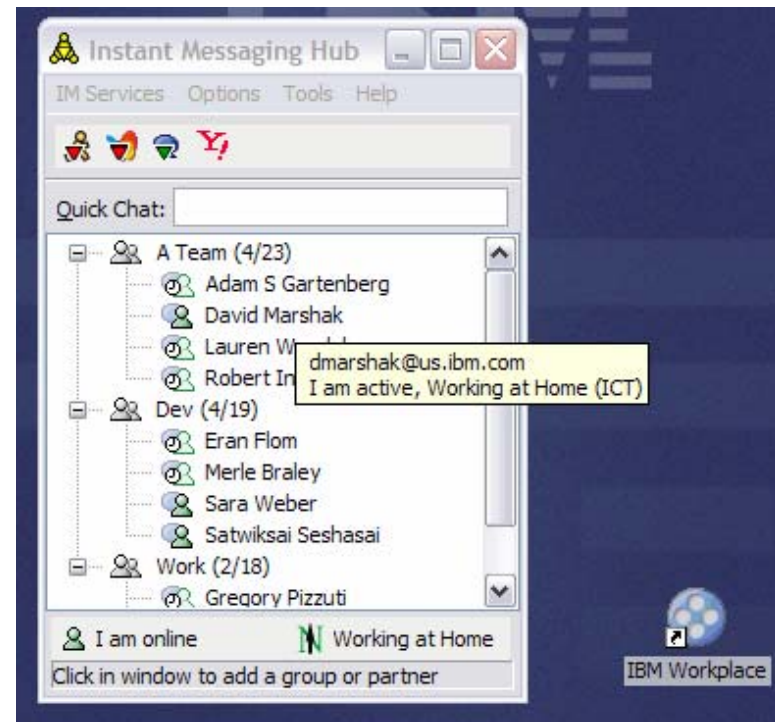 Instant Messaging Hub
IM Services Options Tools Help
Y!
Quick Chat:
A Team (4/23)
Adam S Gartenberg
David Marshak
Lauren
dmarshak@us.ibm.com
Robert
I am active, Working at Home (ICT)
Dev (4/19)
Eran Flom
Merle Braley
Sara Weber
Satwiksai Seshasai
Work (2/18)
Gregory Pizzuti
I am online Working at Home
Click in window to add a group or partner
IBM Workplace